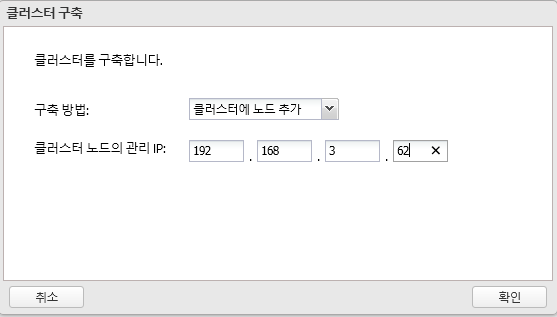 클러스터 구축
클러스터를 구축합니다.
구축 방법: 클러스터에 노드 추가
클러스터 노드의 관리 IP: 192 . 168 . 3 . 62
취소 확인